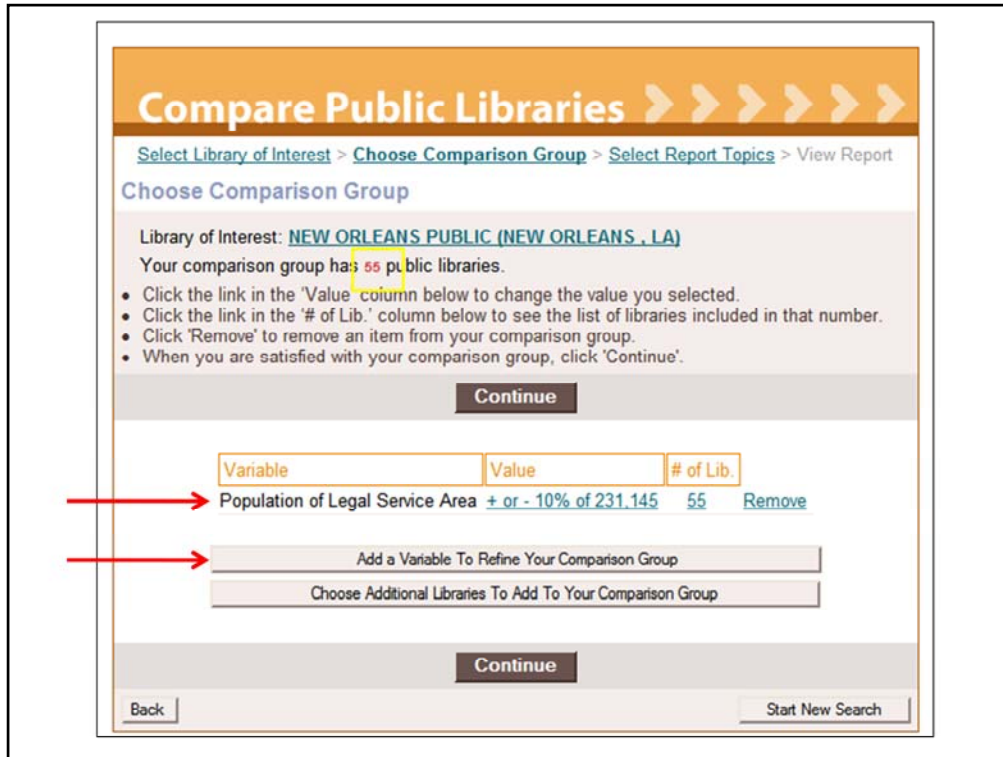 Compare Public Libraries
Select Library of Interest > Choose Comparison Group > Select Report Topics > View Report
Choose Comparison Group
Library of Interest: NEW ORLEANS PUBLIC (NEW ORLEANS , LA)
Your comparison group has 55 public libraries.
• Click the link in the 'Value' column below to change the value you selected.
• Click the link in the '# of Lib.' column below to see the list of libraries included in that number.
• Click 'Remove' to remove an item from your comparison group.
• When you are satisfied with your comparison group, click 'Continue'.
Continue
Variable Value # of Lib.
Population of Legal Service Area + or - 10% of 231,145 55 Remove
Add a Variable To Refine Your Comparison Group
Choose Additional Libraries To Add To Your Comparison Group
Continue
Back Start New Search